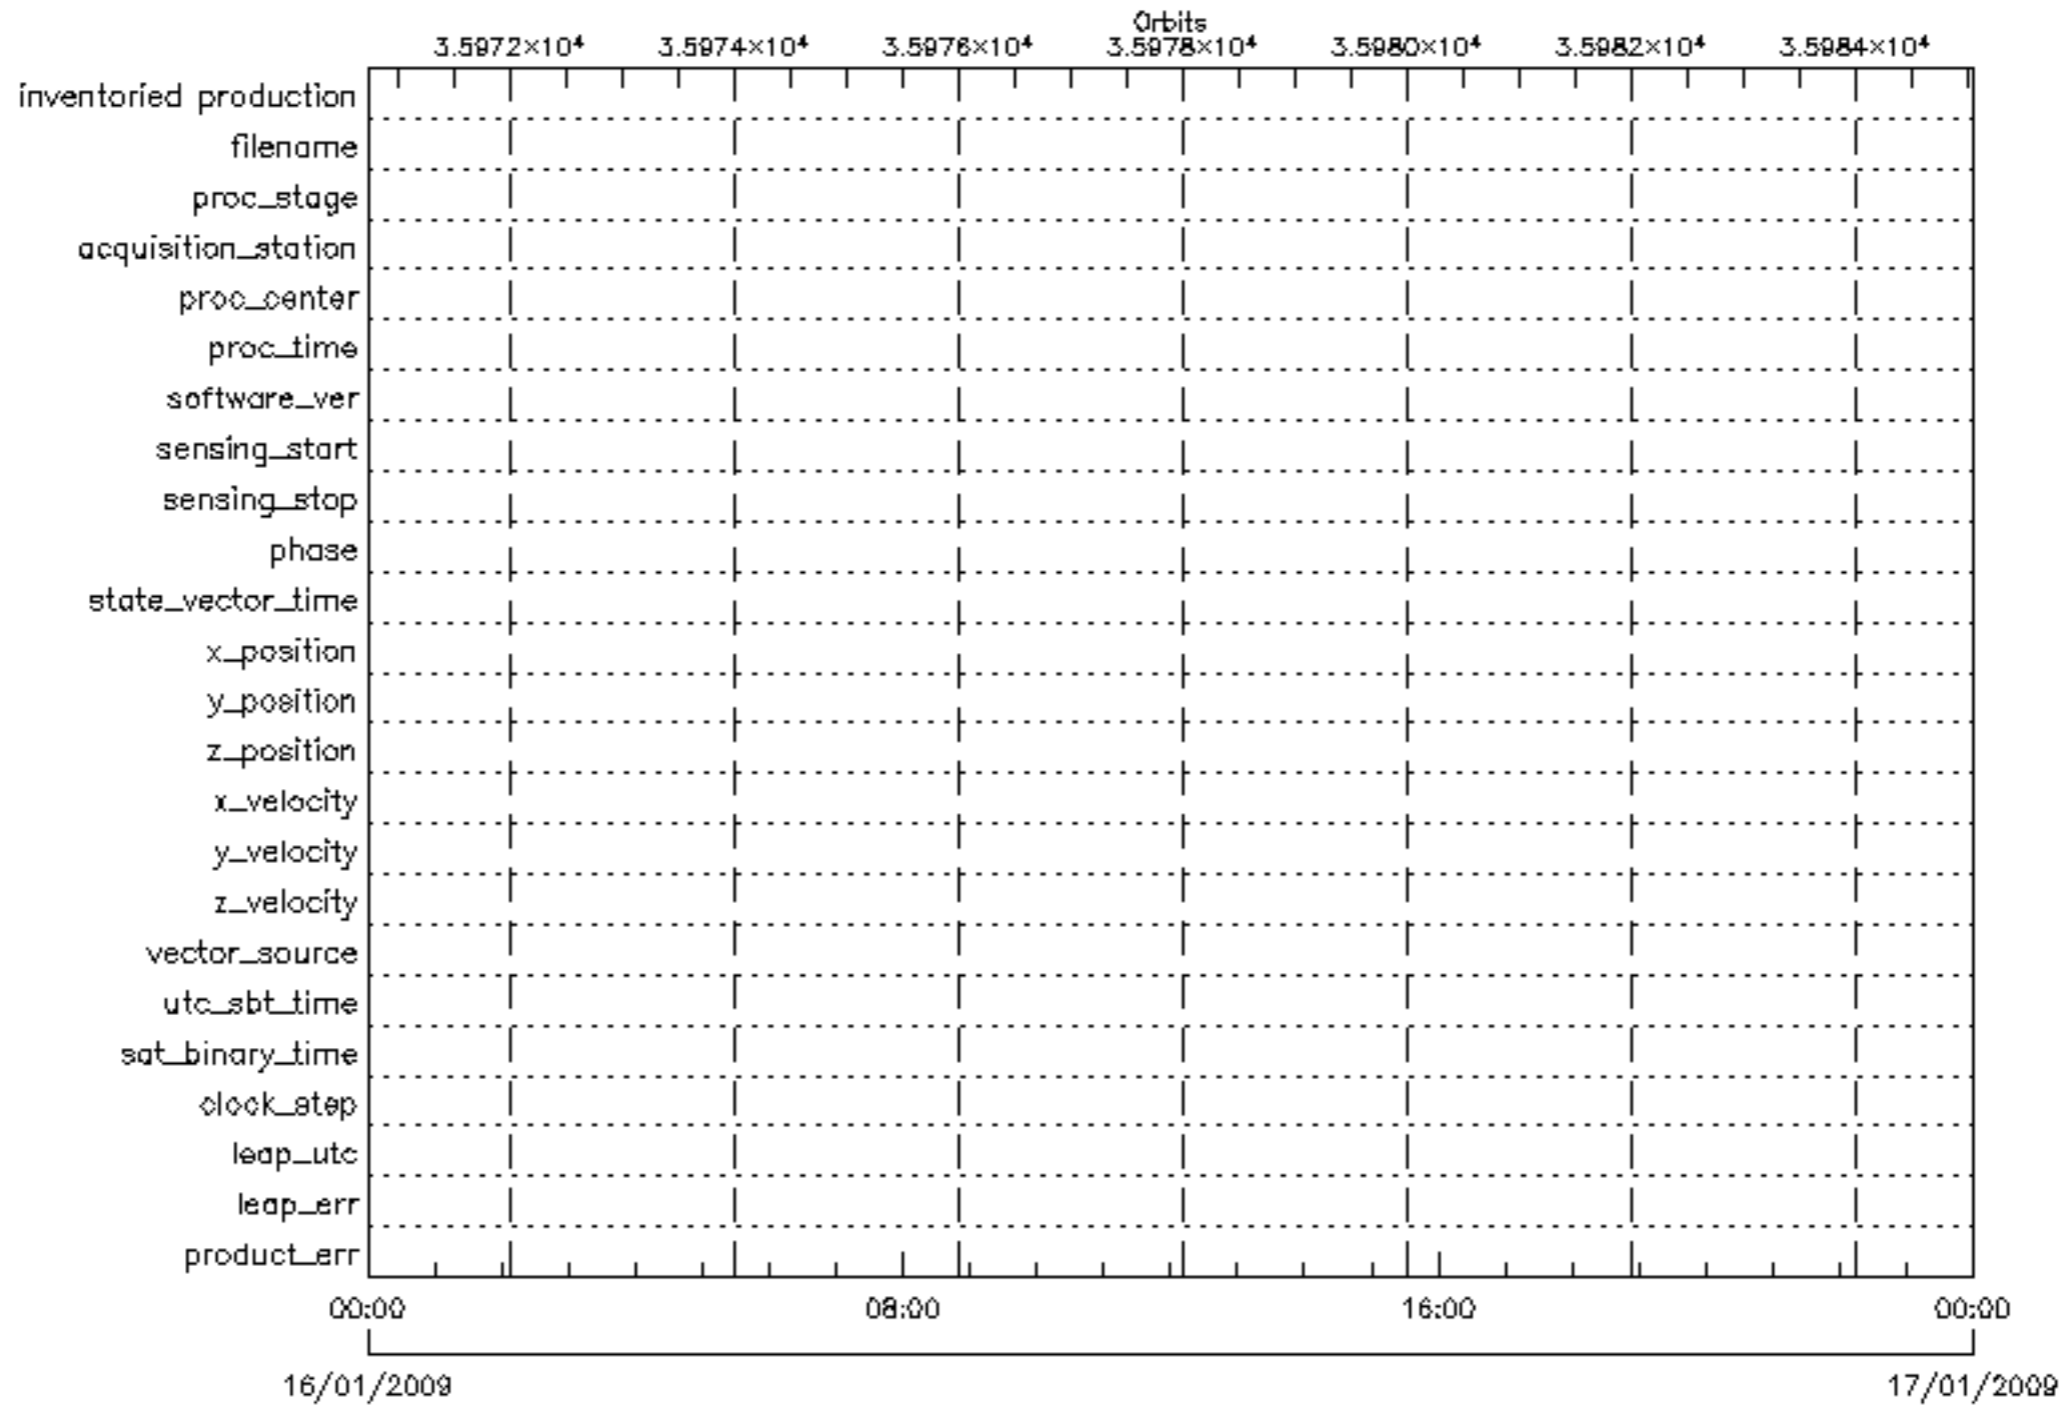 Orbits
3.5972×10⁴ 3.5974×10⁴ 3.5976×10⁴ 3.5978×10⁴ 3.5980×10⁴ 3.5982×10⁴ 3.5984×10⁴
inventoried production
filename
proc_stage
acquisition_station
proc_center
proc_time
software_ver
sensing_start
sensing_stop
phase
state_vector_time
x_position
y_position
z_position
x_velocity
y_velocity
z_velocity
vector_source
utc_sbt_time
sat_binary_time
clock_step
leap_utc
leap_err
product_err
00:00 08:00 16:00 00:00
16/01/2009 17/01/2009